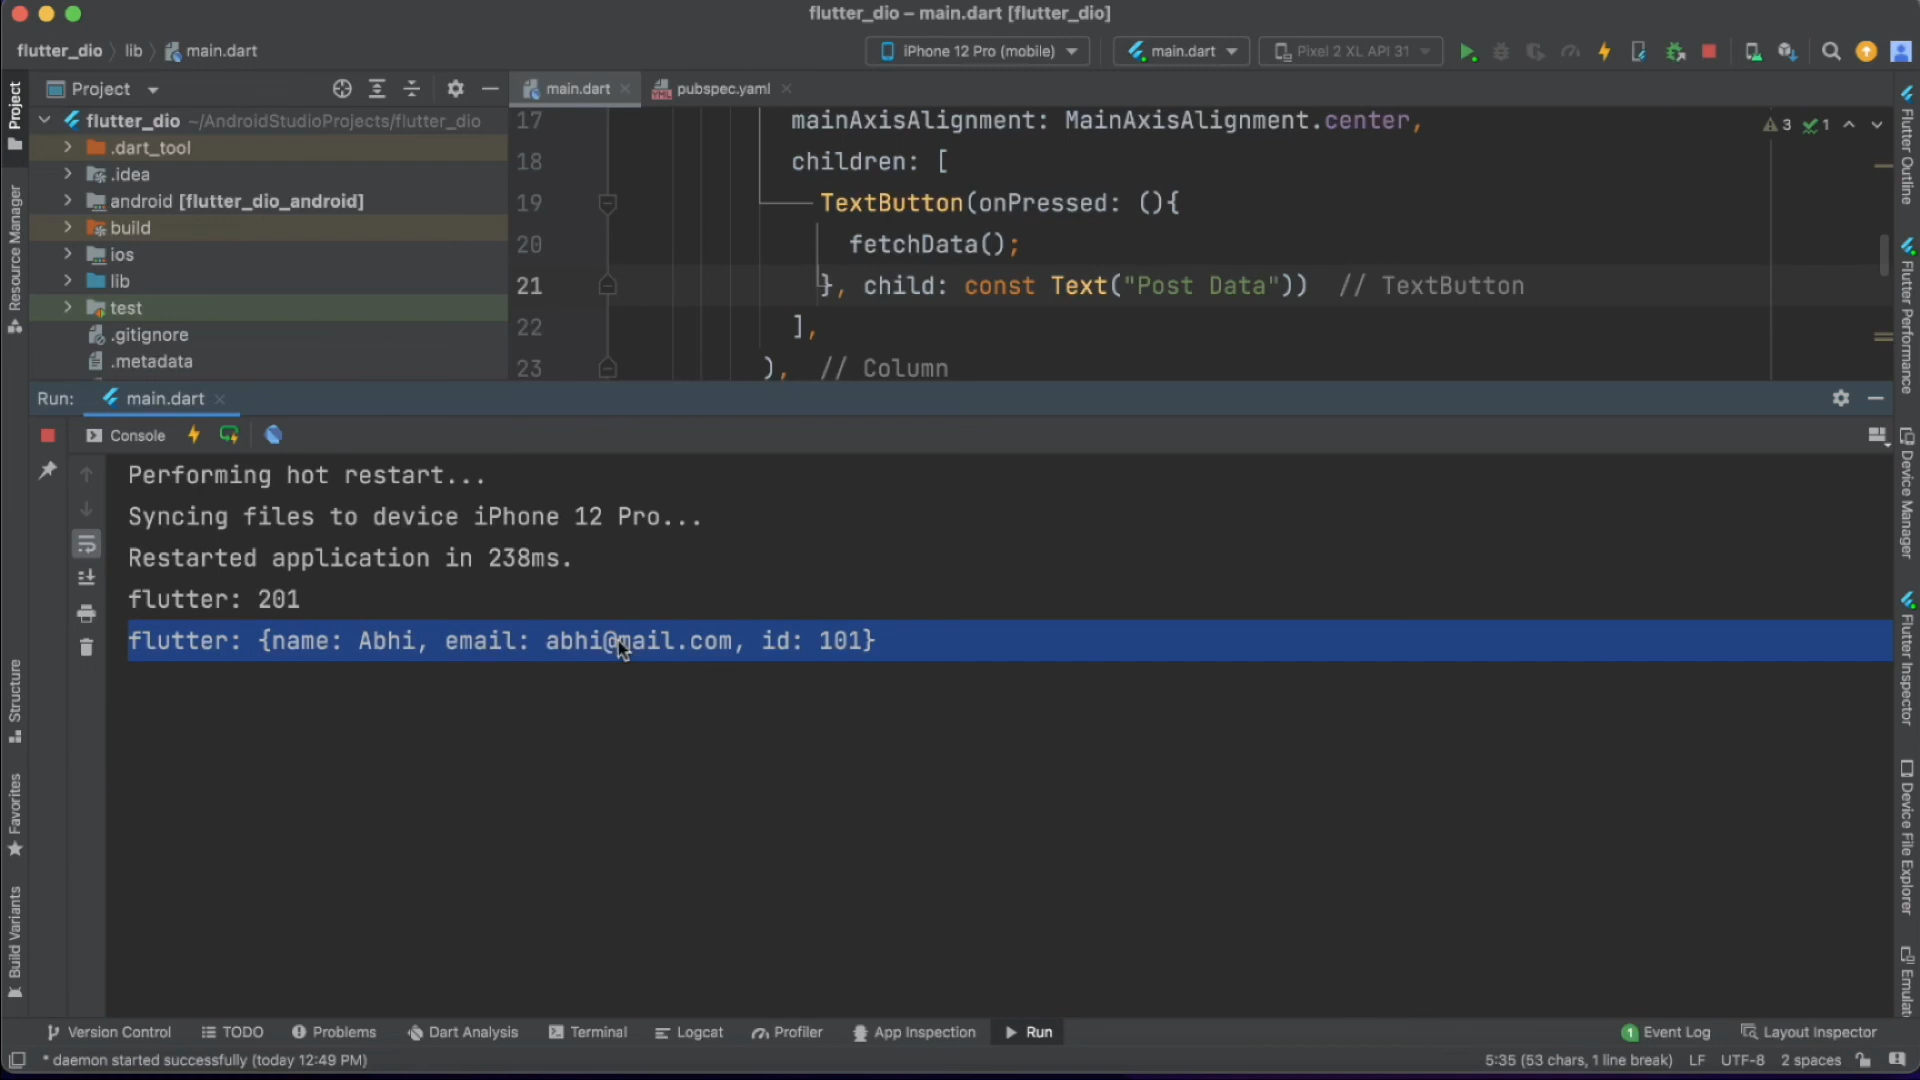 flutter_dio – main.dart [flutter_dio]
flutter_dio lib main.dart
iPhone 12 Pro (mobile) main.dart Pixel 2 XL API 31
Project main.dart pubspec.yaml
flutter_dio ~/AndroidStudioProjects/flutter_dio
.dart_tool
.idea
android [flutter_dio_android]
build
ios
lib
test
.gitignore
.metadata
17 mainAxisAlignment: MainAxisAlignment.center,
18 children: [
19 TextButton(onPressed: (){
20 fetchData();
21 }, child: const Text("Post Data")) // TextButton
22 ],
23 ), // Column
3 1
Run: main.dart
Console
Performing hot restart...
Syncing files to device iPhone 12 Pro...
Restarted application in 238ms.
flutter: 201
flutter: {name: Abhi, email: abhi@mail.com, id: 101}
Project
Resource Manager
Structure
Favorites
Build Variants
Flutter Outline
Flutter Performance
Device Manager
Flutter Inspector
Device File Explorer
Version Control TODO Problems Dart Analysis Terminal Logcat Profiler App Inspection Run 1 Event Log Layout Inspector
* daemon started successfully (today 12:49 PM) 5:35 (53 chars, 1 line break) LF UTF-8 2 spaces